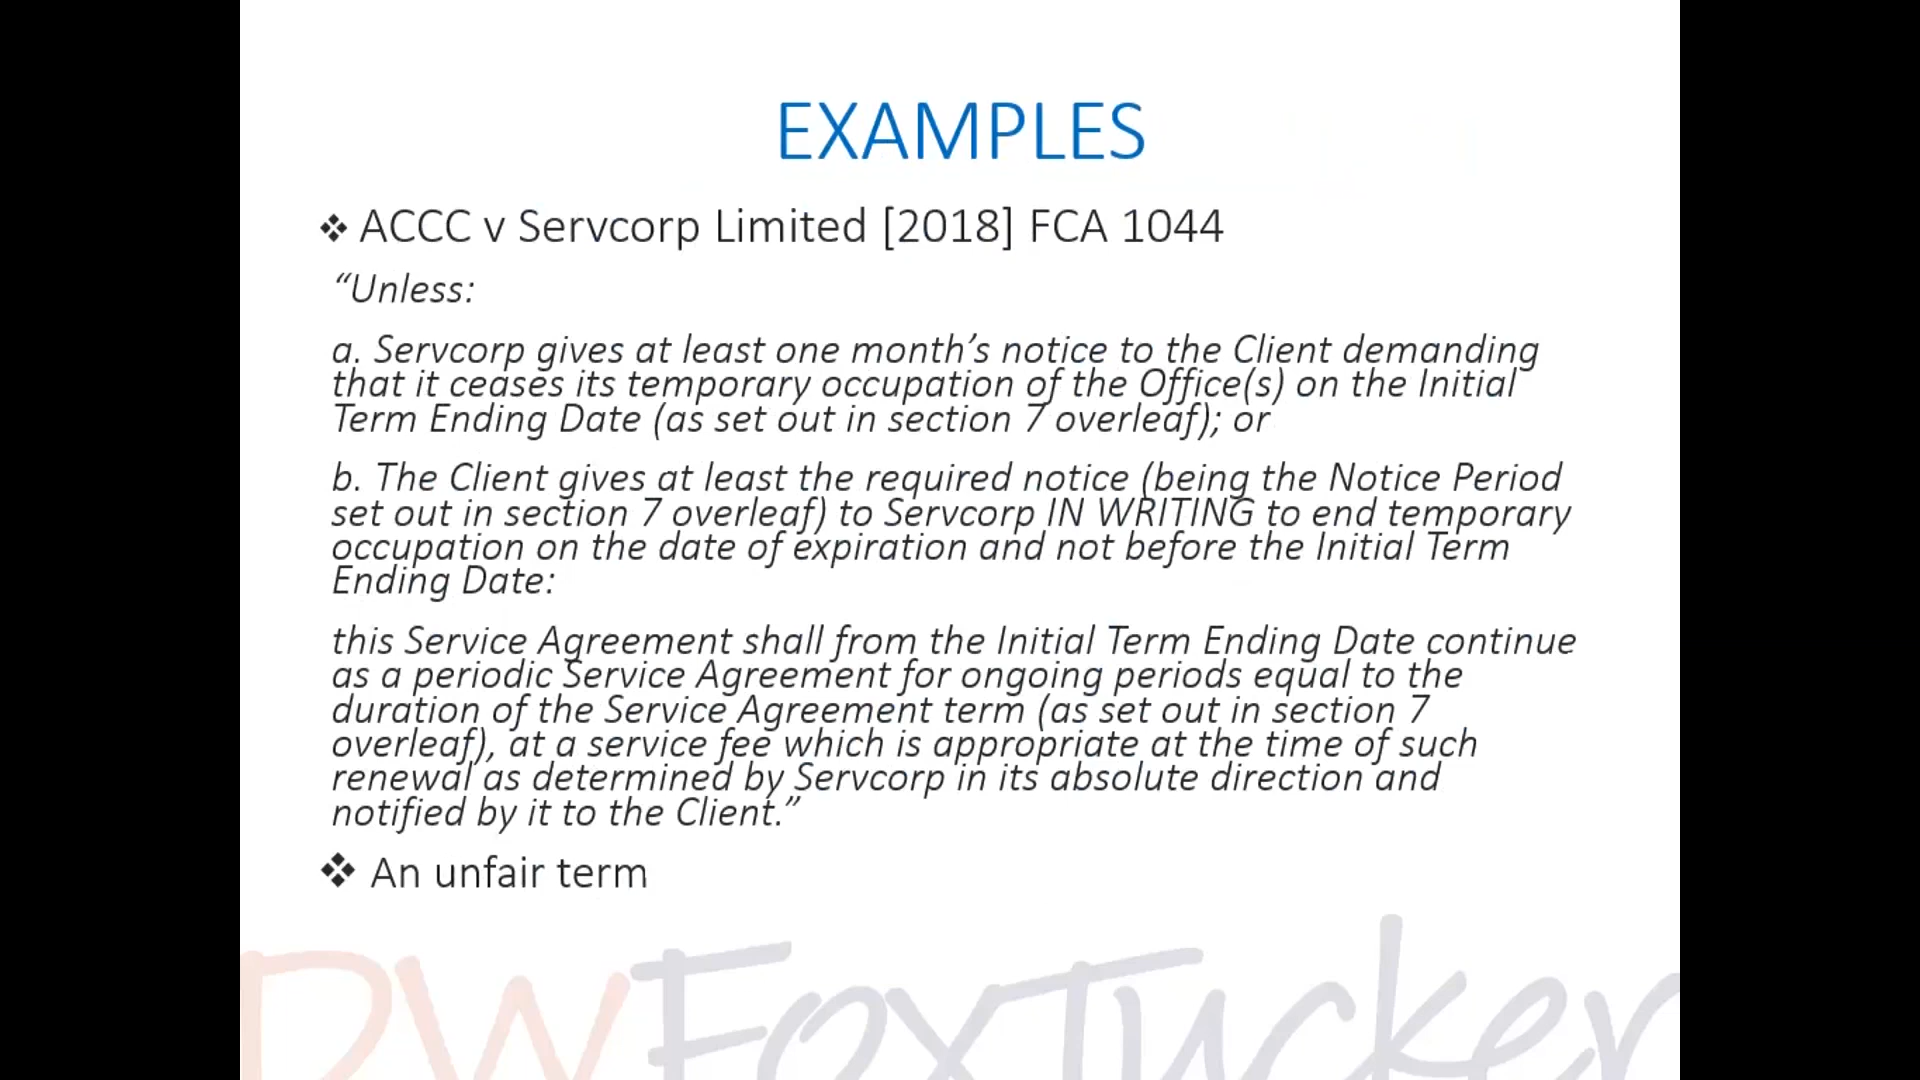 EXAMPLES
❖ ACCC v Servcorp Limited [2018] FCA 1044
“Unless:
a. Servcorp gives at least one month’s notice to the Client demanding
that it ceases its temporary occupation of the Office(s) on the Initial
Term Ending Date (as set out in section 7 overleaf); or
b. The Client gives at least the required notice (being the Notice Period
set out in section 7 overleaf) to Servcorp IN WRITING to end temporary
occupation on the date of expiration and not before the Initial Term
Ending Date:
this Service Agreement shall from the Initial Term Ending Date continue
as a periodic Service Agreement for ongoing periods equal to the
duration of the Service Agreement term (as set out in section 7
overleaf), at a service fee which is appropriate at the time of such
renewal as determined by Servcorp in its absolute direction and
notified by it to the Client.”
❖ An unfair term
DWFoxTucker